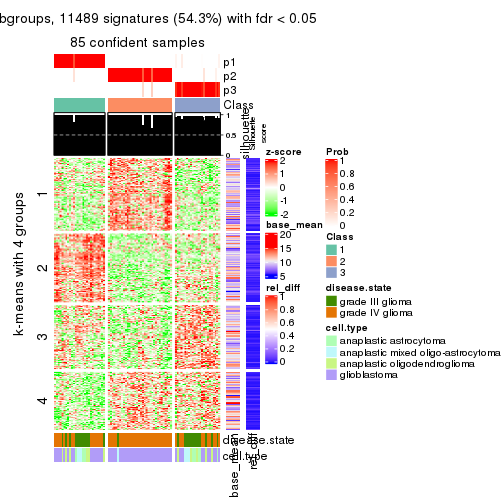 bgroups, 11489 signatures (54.3%) with fdr < 0.05
85 confident samples
p1
p2
p3
Class
1
0.5
0
silhouette
Silhouette
score
k-means with 4 groups
1
2
3
4
disease.state
cell.type
base_mean
rel_diff
z-score
2
1
0
-1
-2
base_mean
20
15
10
5
rel_diff
1
0.8
0.6
0.4
0.2
0
Prob
1
0.8
0.6
0.4
0.2
0
Class
1
2
3
disease.state
grade III glioma
grade IV glioma
cell.type
anaplastic astrocytoma
anaplastic mixed oligo-astrocytoma
anaplastic oligodendroglioma
glioblastoma